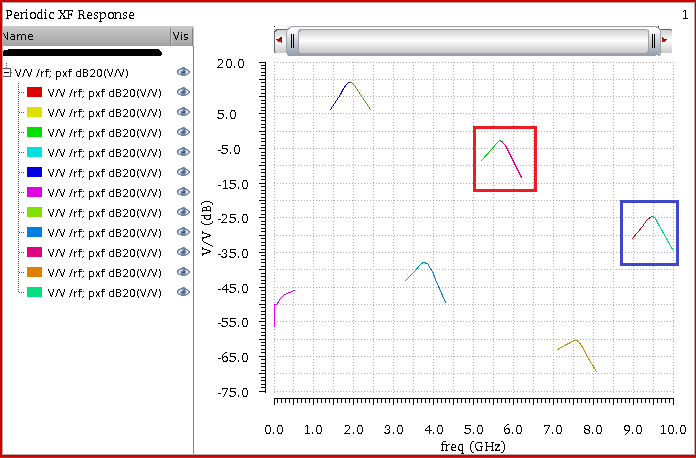 Periodic XF Response 1
Name Vis
V/V /rf; pxf dB20(V/V)
V/V /rf; pxf dB20(V/V)
V/V /rf; pxf dB20(V/V)
V/V /rf; pxf dB20(V/V)
V/V /rf; pxf dB20(V/V)
V/V /rf; pxf dB20(V/V)
V/V /rf; pxf dB20(V/V)
V/V /rf; pxf dB20(V/V)
V/V /rf; pxf dB20(V/V)
V/V /rf; pxf dB20(V/V)
V/V /rf; pxf dB20(V/V)
V/V /rf; pxf dB20(V/V)
20.0
5.0
-5.0
-15.0
-25.0
-35.0
-45.0
-55.0
-65.0
-75.0
V/V (dB)
0.0 1.0 2.0 3.0 4.0 5.0 6.0 7.0 8.0 9.0 10.0
freq (GHz)